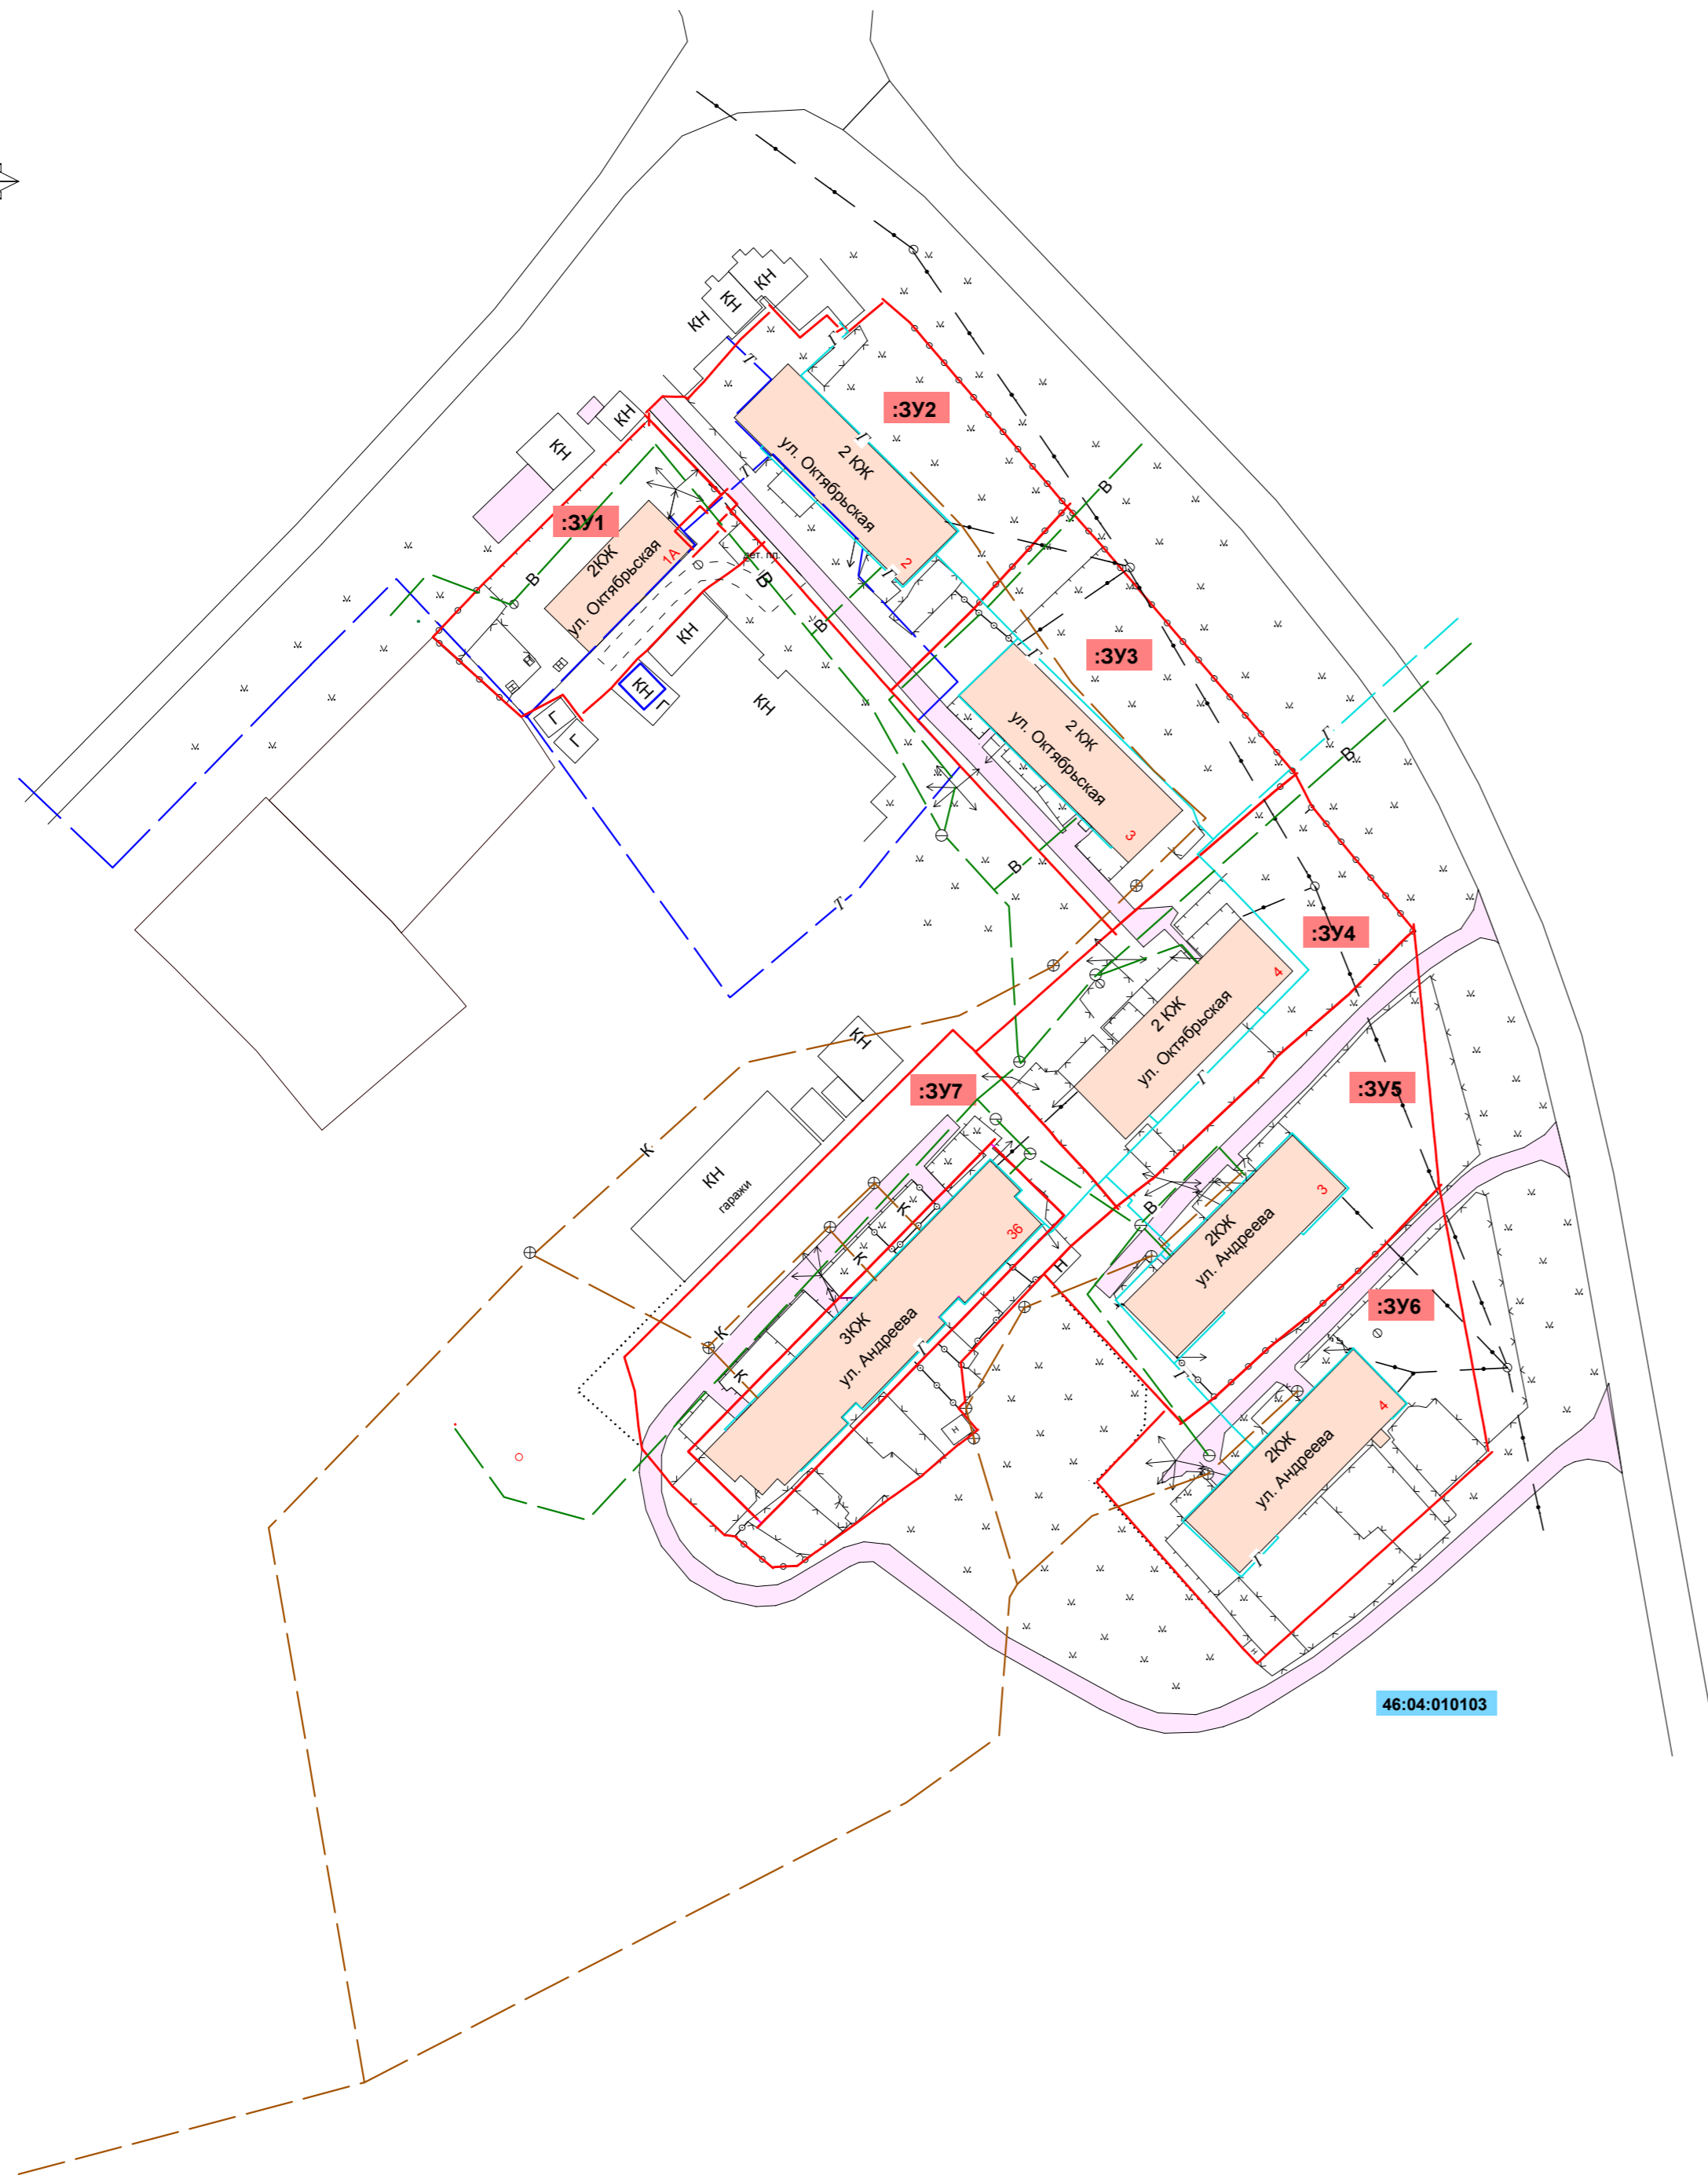 КН
КН
КН
Г
Т
:ЗУ2
КН
КН
Г
2 КЖ
ул. Октябрьская
2
Т
В
:ЗУ1
2КЖ
ул. Октябрьская
1А
дет. пл.
В
В
В
Г
Н
КН
КН
Г
Г
Г
КН
:ЗУ3
Г
2 КЖ
ул. Октябрьская
3
Г
В
В
Т
:ЗУ4
2 КЖ
ул. Октябрьская
4
Г
КН
:ЗУ7
:ЗУ5
К
КН
гаражи
К
К
К
К
3КЖ
ул. Андреева
36
Г
Н
Н
В
2КЖ
ул. Андреева
3
Г
:ЗУ6
2КЖ
ул. Андреева
4
Г
Н
46:04:010103